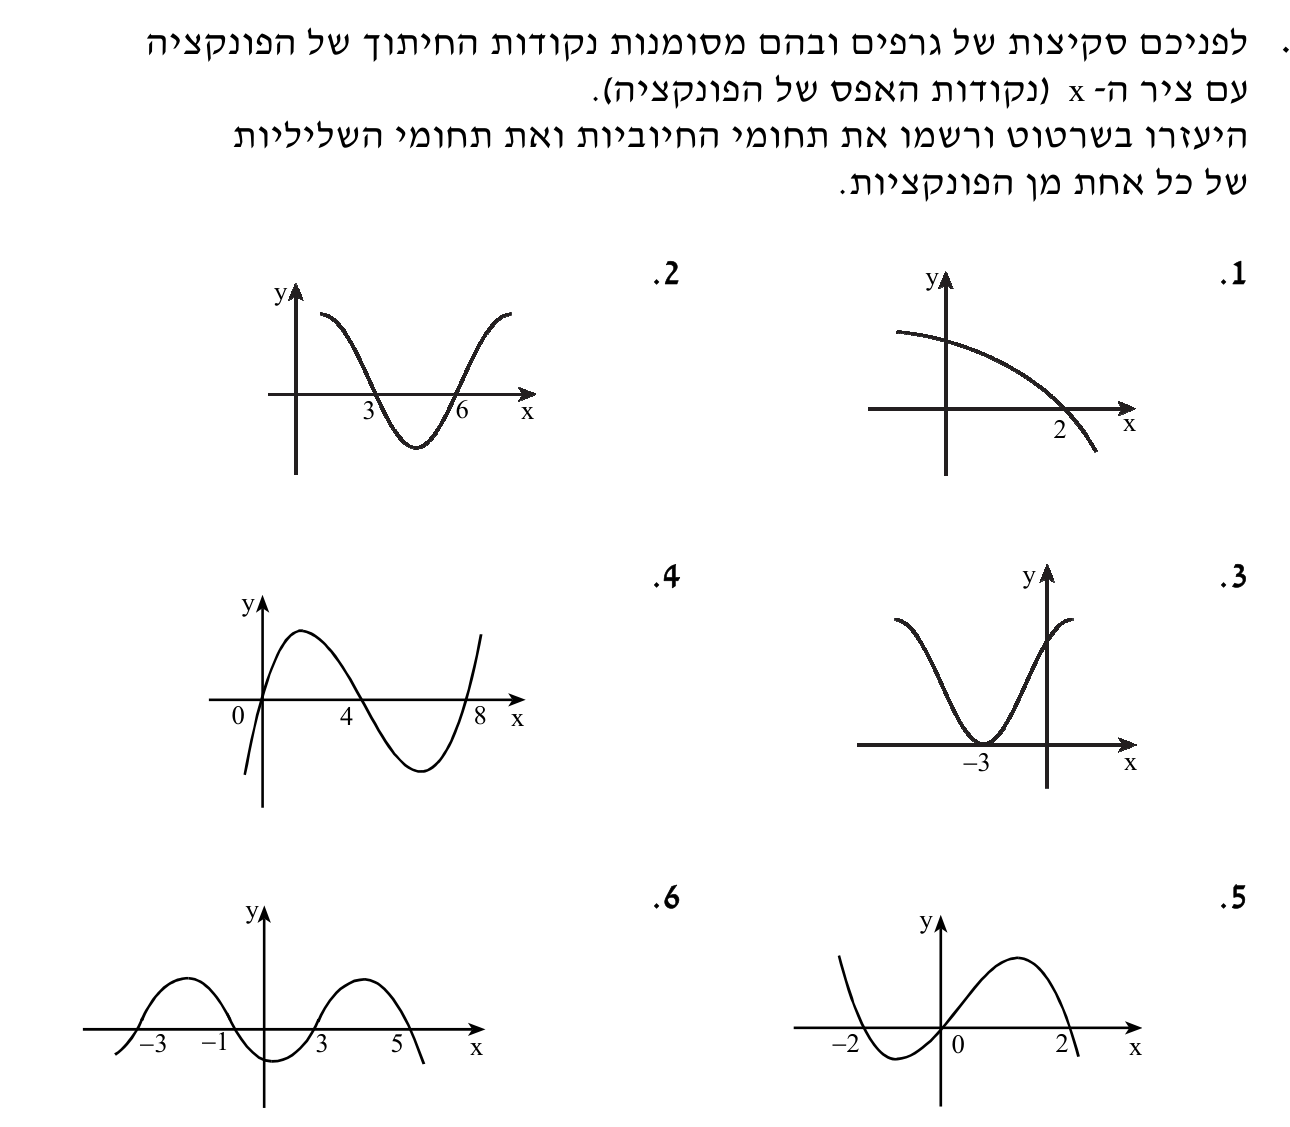 . לפניכם סקיצות של גרפים ובהם מסומנות נקודות החיתוך של הפונקציה
עם ציר ה- x (נקודות האפס של הפונקציה).
היעזרו בשרטוט ורשמו את תחומי החיוביות ואת תחומי השליליות
של כל אחת מן הפונקציות.
1.
y
2
x
2.
y
3 6 x
3.
y
−3 x
4.
y
0 4 8 x
5.
y
−2 0 2 x
6.
y
−3 −1 3 5 x